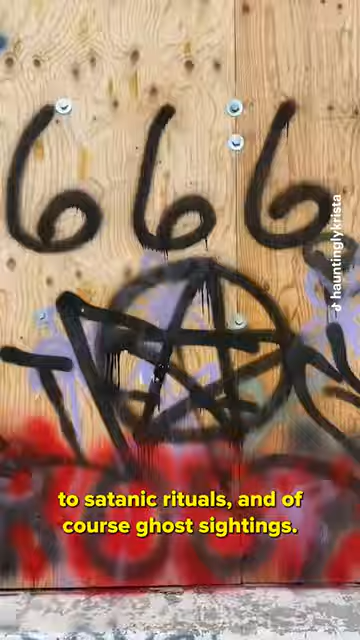 666
hauntinglykrista
to satanic rituals, and of
course ghost sightings.